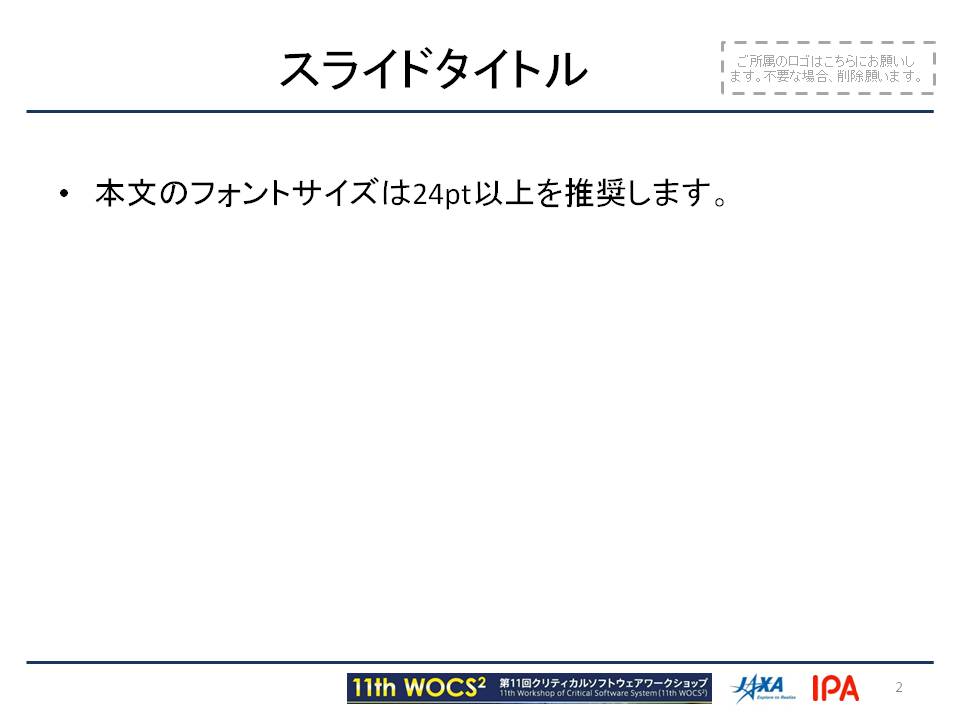 スライドタイトル
ご所属のロゴはこちらにお願いし
ます。不要な場合、削除願います。
• 本文のフォントサイズは24pt以上を推奨します。
11th WOCS²
第11回クリティカルソフトウェアワークショップ
11th Workshop of Critical Software System (11th WOCS²)
JAXA
Explore to Realize
IPA
2